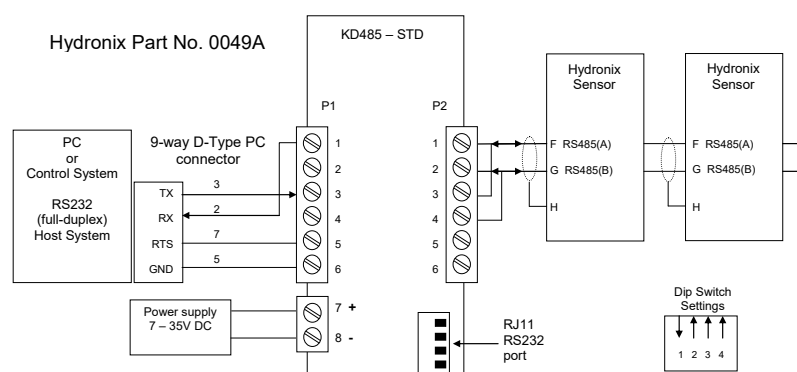 Hydronix Part No. 0049A
KD485 – STD
P1
P2
PC
or
Control System
RS232
(full-duplex)
Host System
9-way D-Type PC
connector
TX
RX
RTS
GND
3
2
7
5
1
2
3
4
5
6
7 +
8 -
Power supply
7 – 35V DC
1
2
3
4
5
6
RJ11
RS232
port
Hydronix
Sensor
F RS485(A)
G RS485(B)
H
Hydronix
Sensor
F RS485(A)
G RS485(B)
H
Dip Switch
Settings
1 2 3 4